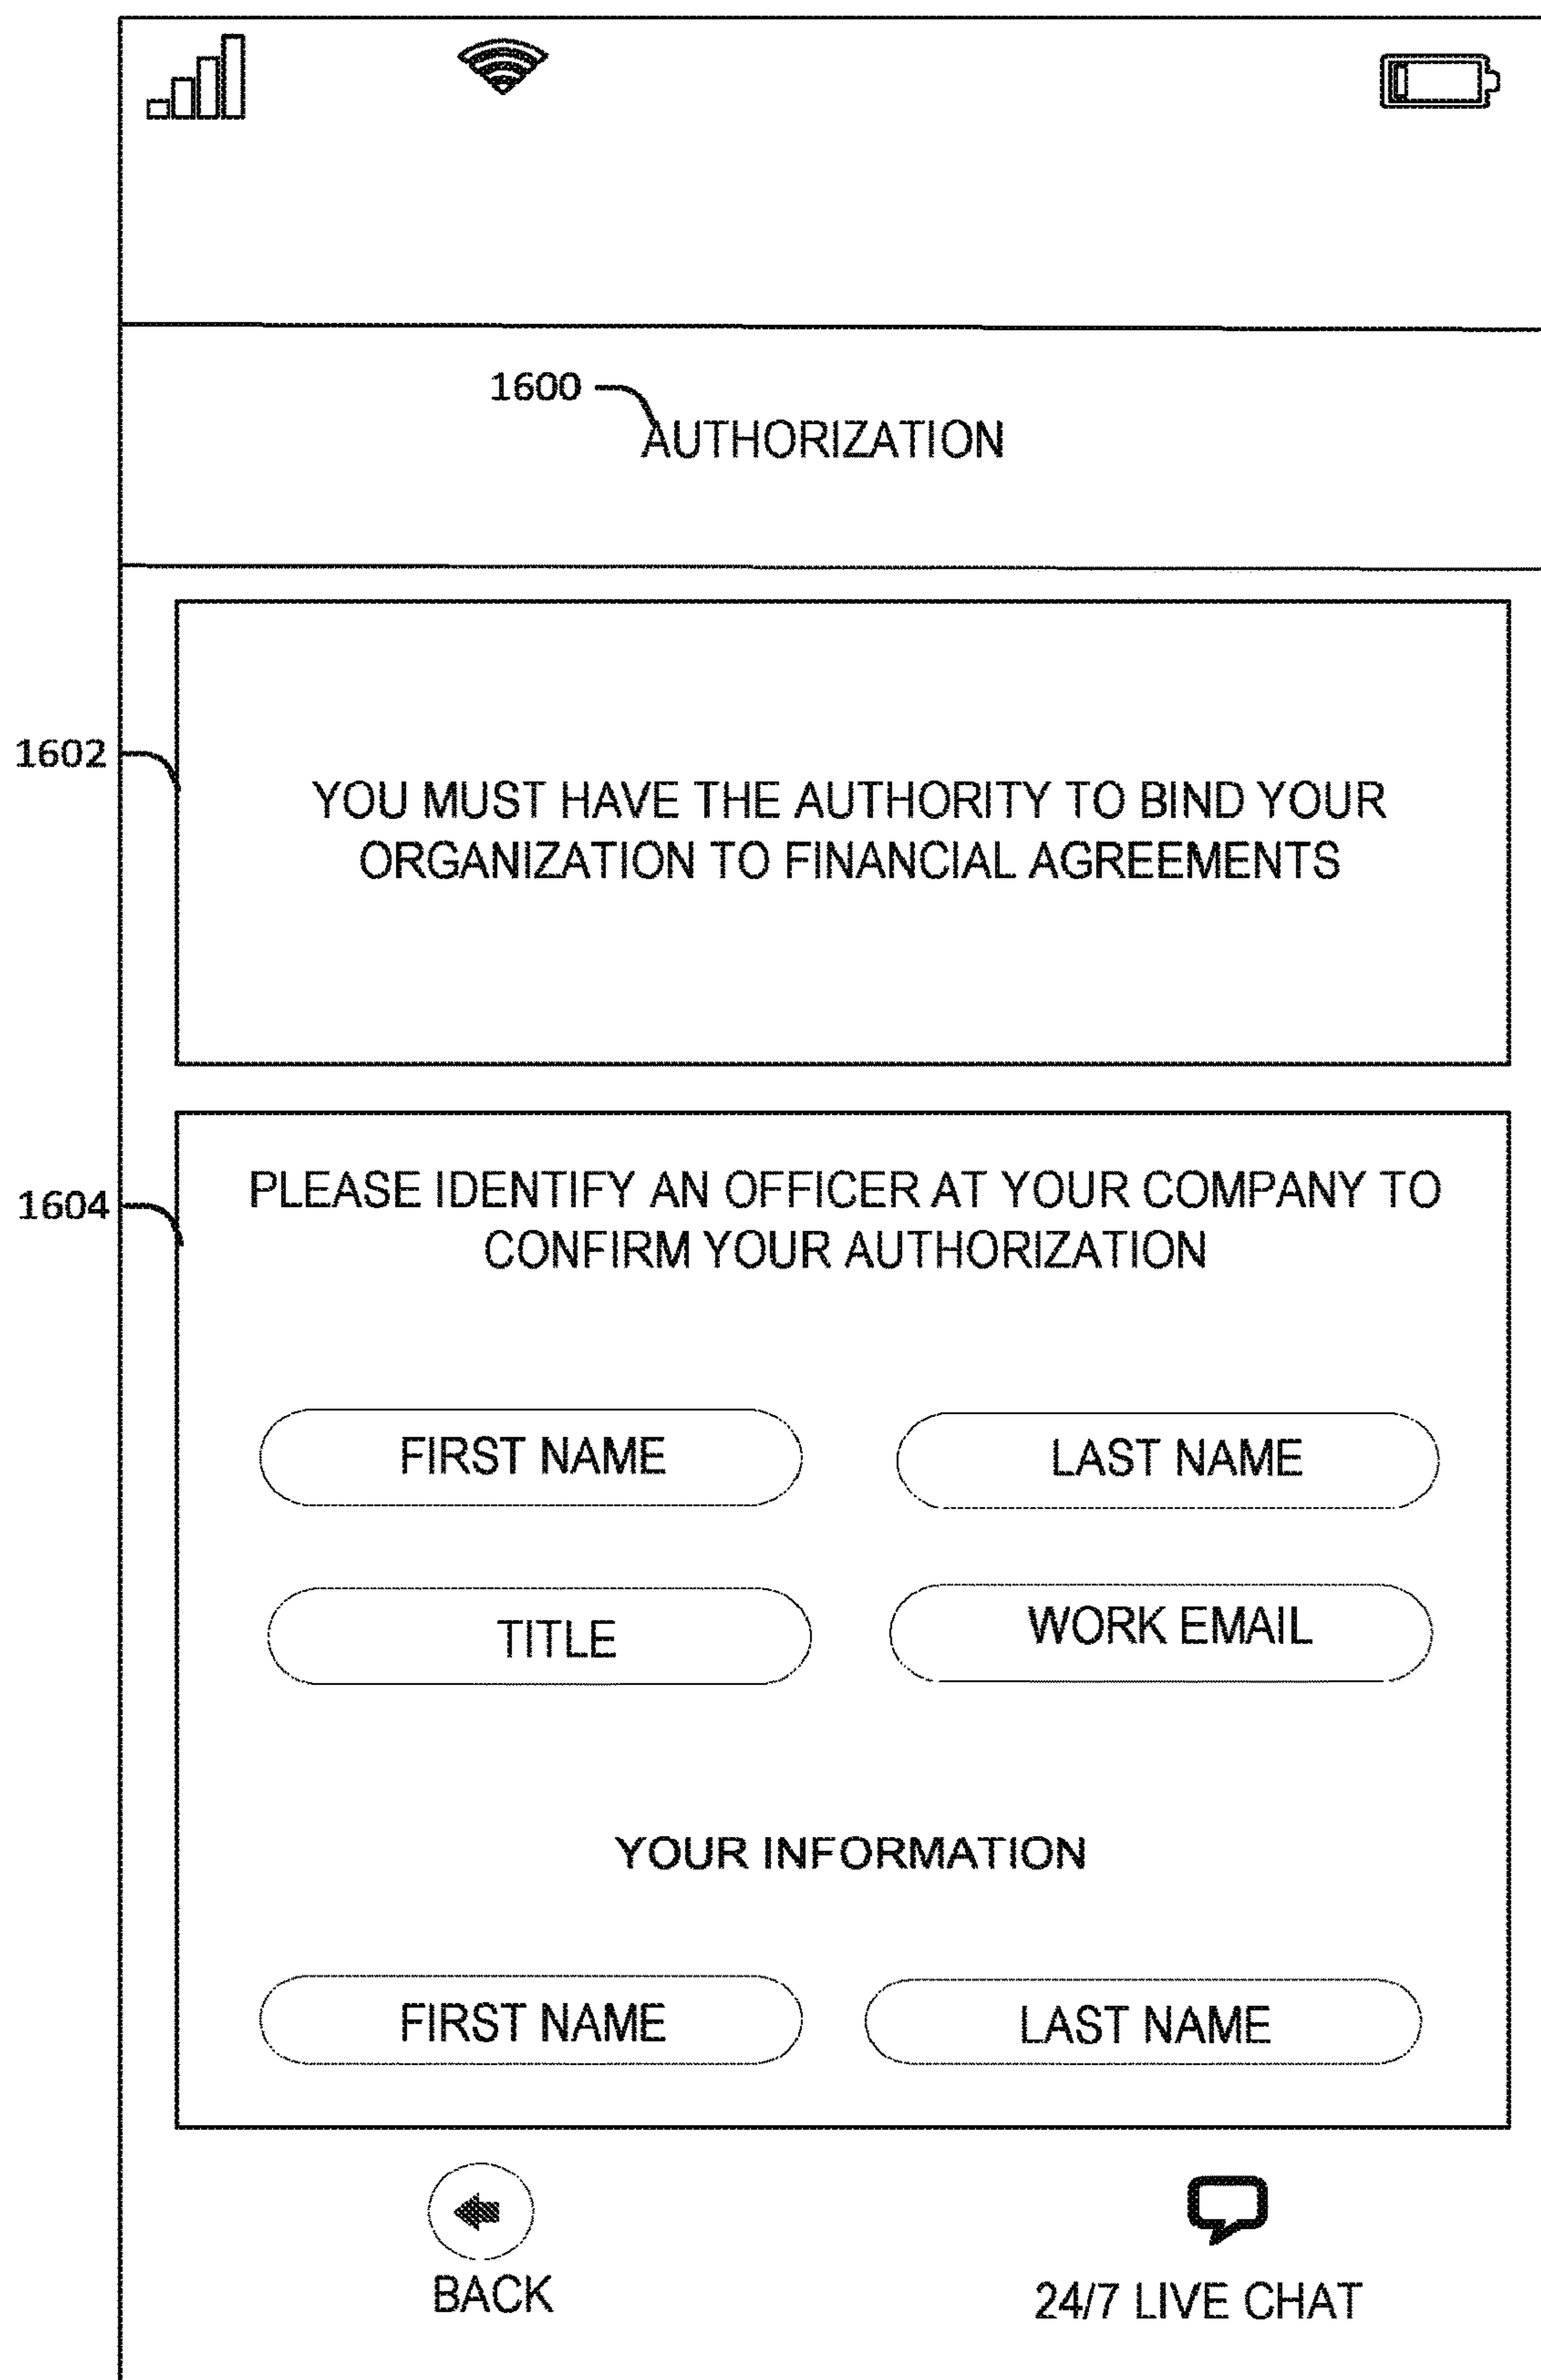 1600
AUTHORIZATION
1602
YOU MUST HAVE THE AUTHORITY TO BIND YOUR
ORGANIZATION TO FINANCIAL AGREEMENTS
1604
PLEASE IDENTIFY AN OFFICER AT YOUR COMPANY TO
CONFIRM YOUR AUTHORIZATION
FIRST NAME
LAST NAME
TITLE
WORK EMAIL
YOUR INFORMATION
FIRST NAME
LAST NAME
BACK
24/7 LIVE CHAT